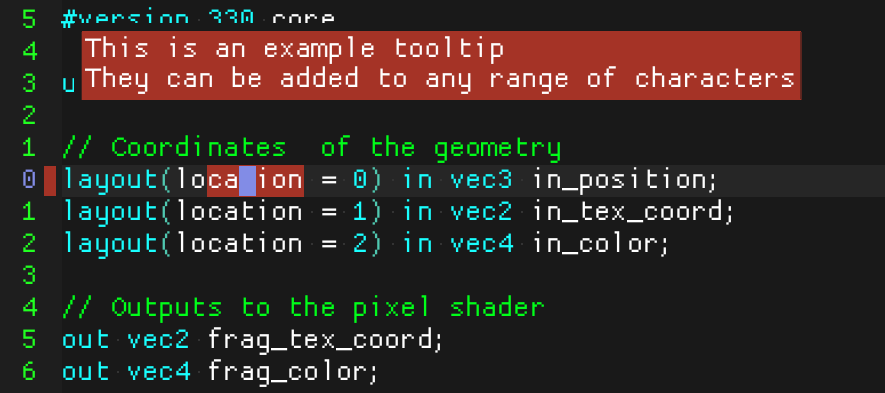 5 #version 330 core
4 This is an example tooltip
3 u They can be added to any range of characters
2
1 // Coordinates  of the geometry
0 layout(loca ion = 0) in vec3 in_position;
1 layout(location = 1) in vec2 in_tex_coord;
2 layout(location = 2) in vec4 in_color;
3
4 // Outputs to the pixel shader
5 out vec2 frag_tex_coord;
6 out vec4 frag_color;